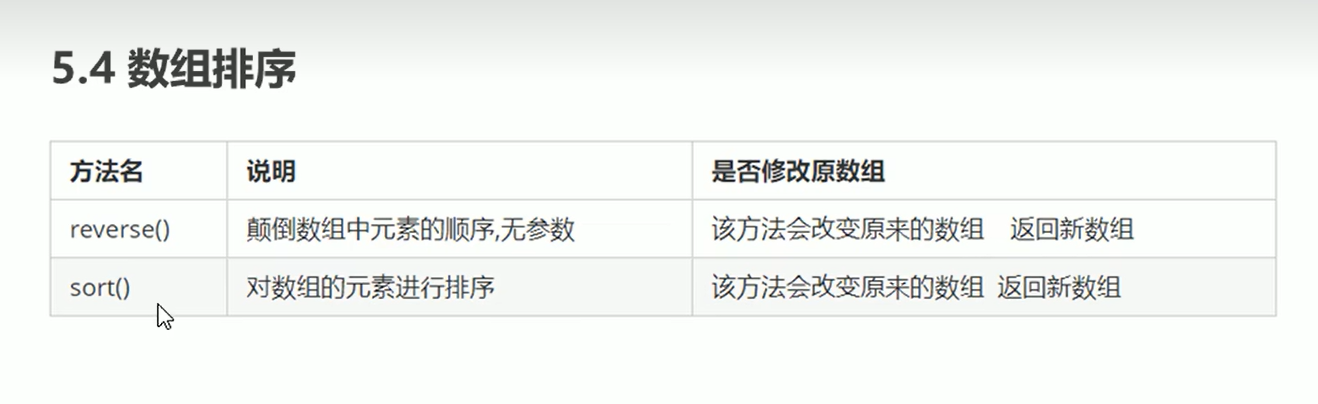 5.4 数组排序
方法名 说明 是否修改原数组
reverse() 颠倒数组中元素的顺序,无参数 该方法会改变原来的数组 返回新数组
sort() 对数组的元素进行排序 该方法会改变原来的数组 返回新数组